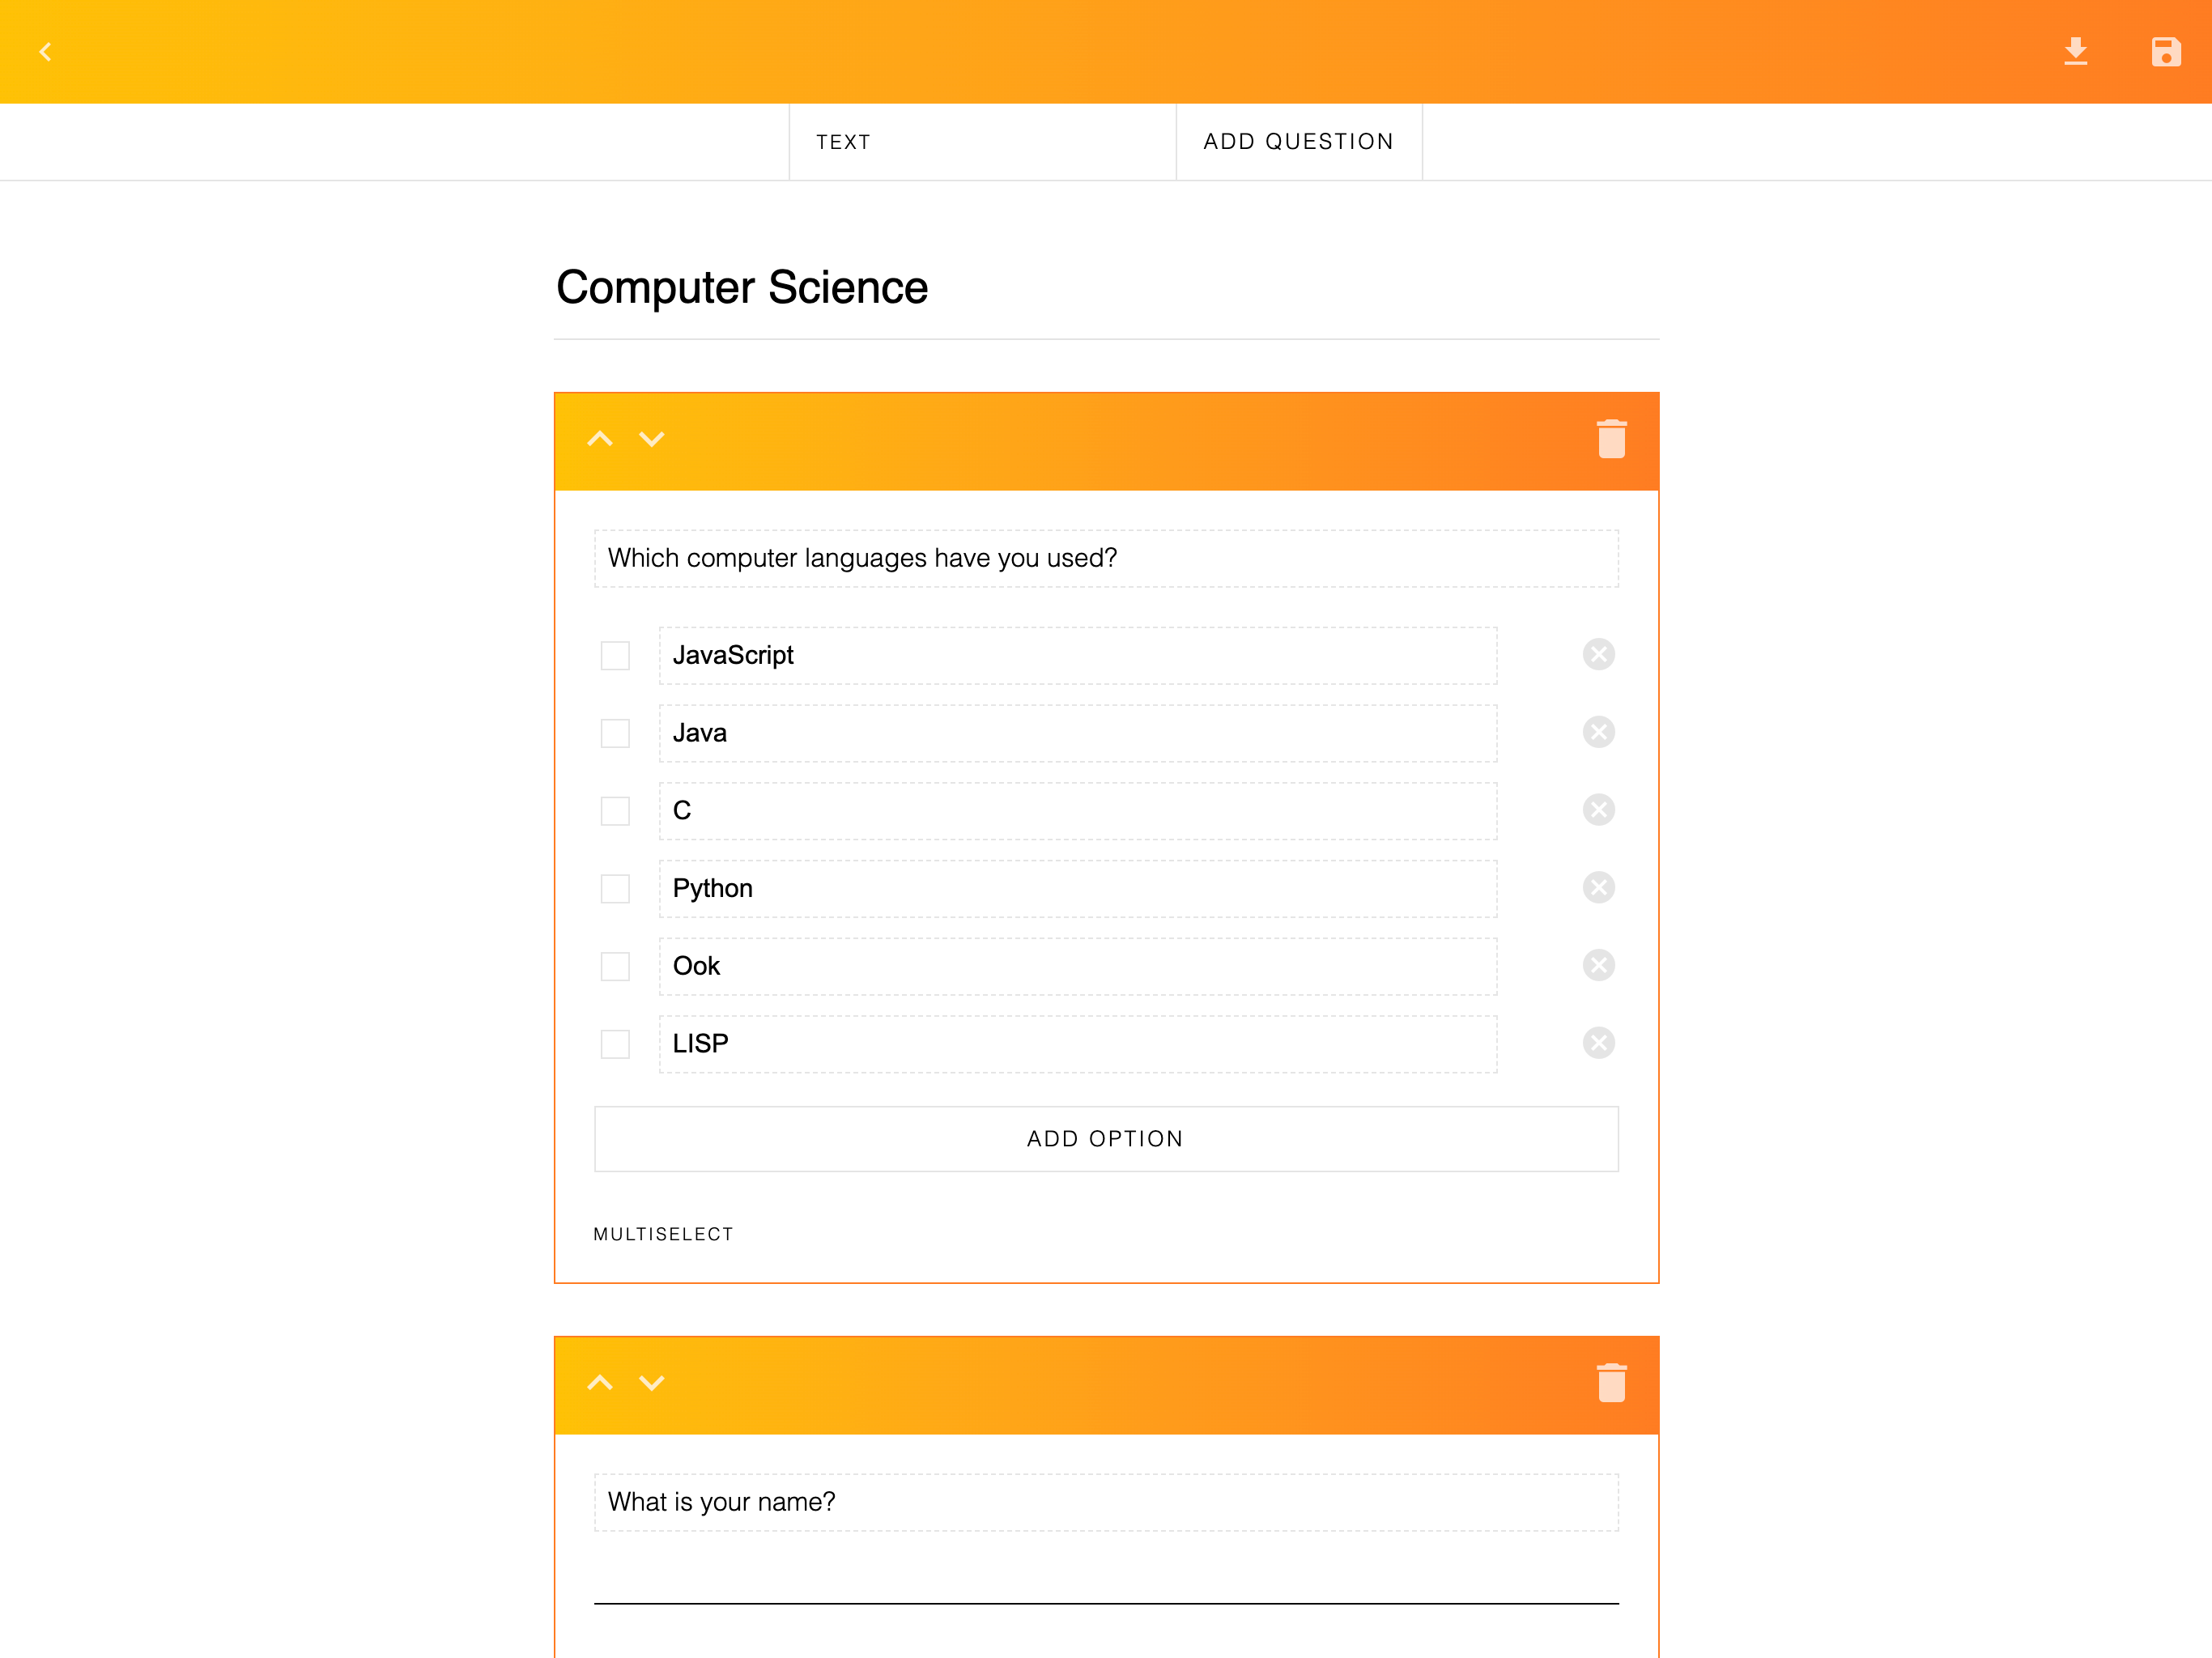 TEXT
ADD QUESTION
Computer Science
Which computer languages have you used?
JavaScript
Java
C
Python
Ook
LISP
ADD OPTION
MULTISELECT
What is your name?